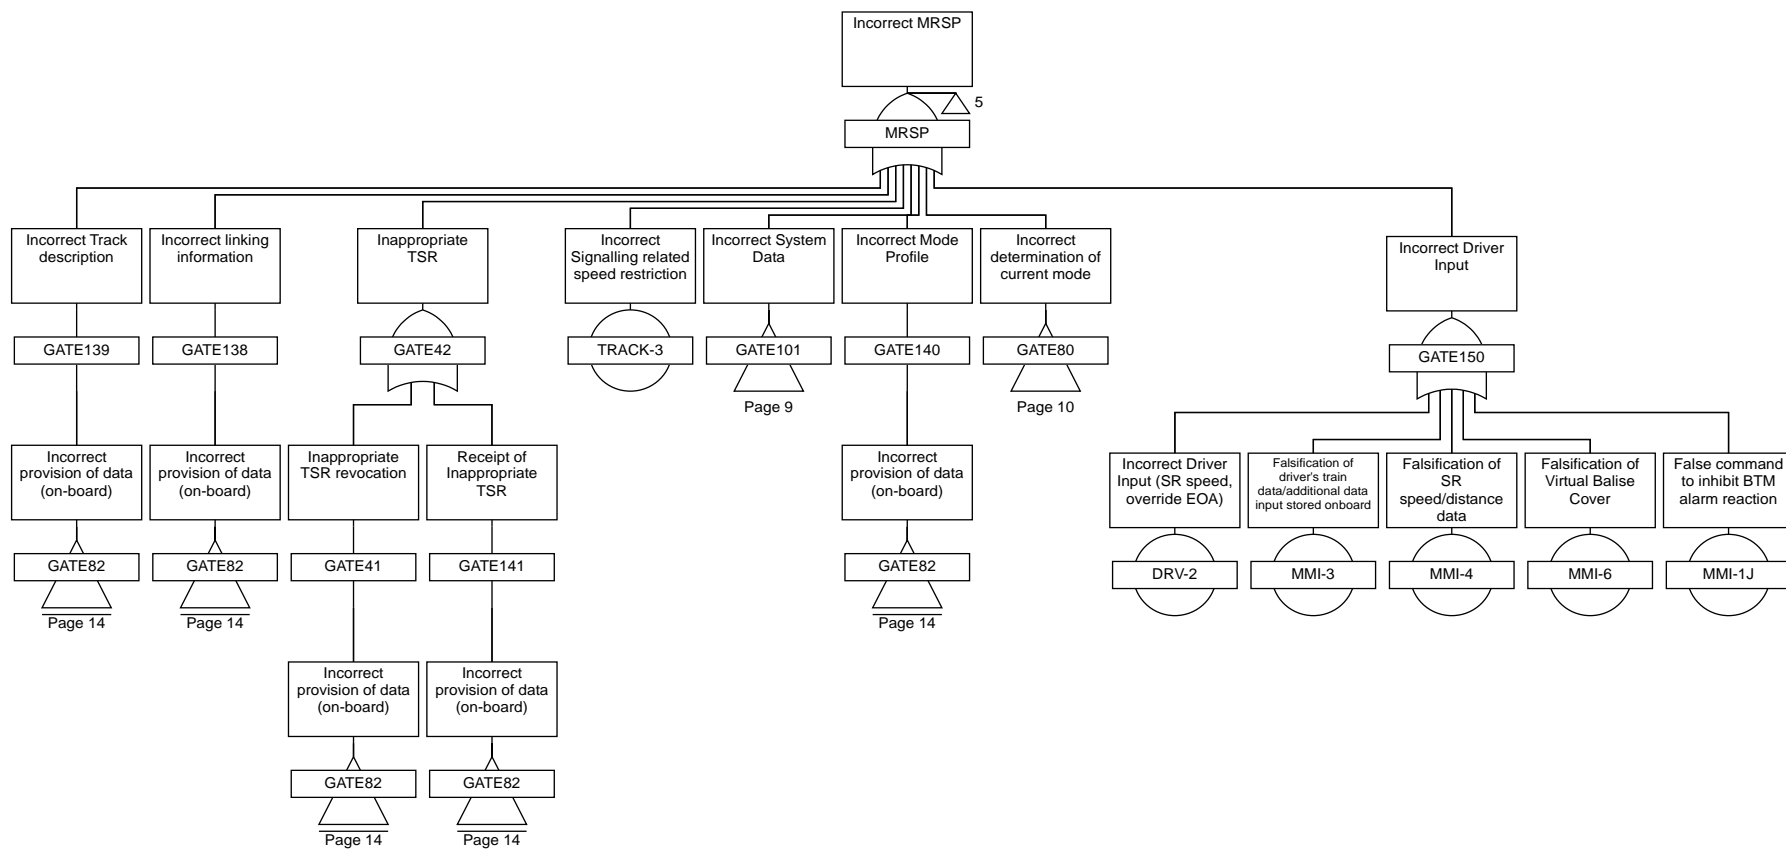 Incorrect MRSP
5
MRSP
Incorrect Track
description
Incorrect linking
information
Inappropriate
TSR
Incorrect
Signalling related
speed restriction
Incorrect System
Data
Incorrect Mode
Profile
Incorrect
determination of
current mode
Incorrect Driver
Input
GATE139
GATE138
GATE42
TRACK-3
GATE101
GATE140
GATE80
GATE150
Page 9
Page 10
Incorrect
provision of data
(on-board)
Incorrect
provision of data
(on-board)
Inappropriate
TSR revocation
Receipt of
Inappropriate
TSR
Incorrect
provision of data
(on-board)
Incorrect Driver
Input (SR speed,
override EOA)
Falsification of
driver's train
data/additional data
input stored onboard
Falsification of
SR
speed/distance
data
Falsification of
Virtual Balise
Cover
False command
to inhibit BTM
alarm reaction
GATE82
GATE82
GATE41
GATE141
GATE82
DRV-2
MMI-3
MMI-4
MMI-6
MMI-1J
Page 14
Page 14
Page 14
Incorrect
provision of data
(on-board)
Incorrect
provision of data
(on-board)
GATE82
GATE82
Page 14
Page 14